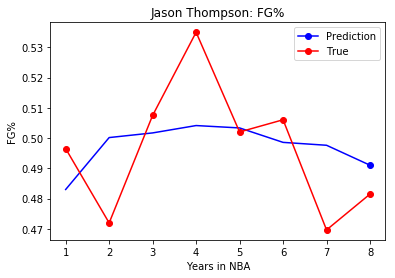 Jason Thompson: FG%
Prediction
True
0.53
0.52
0.51
0.50
0.49
0.48
0.47
FG%
1 2 3 4 5 6 7 8
Years in NBA